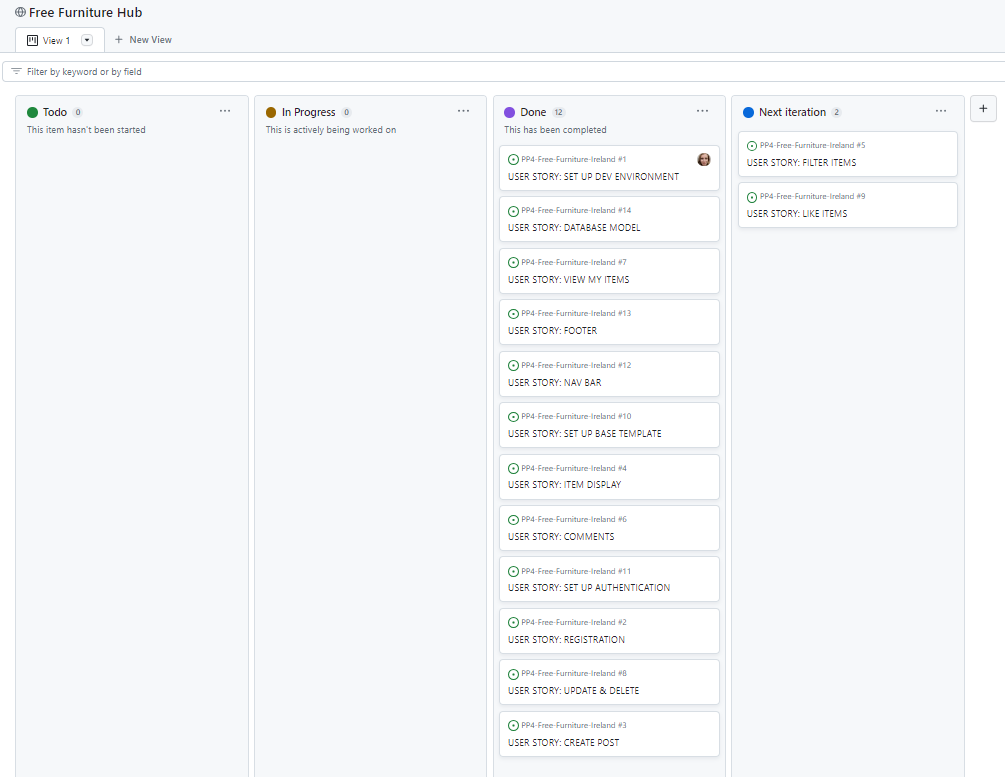 Free Furniture Hub
View 1
+ New View
Filter by keyword or by field
Todo 0
This item hasn't been started
In Progress 0
This is actively being worked on
Done 12
This has been completed
PP4-Free-Furniture-Ireland #1
USER STORY: SET UP DEV ENVIRONMENT
PP4-Free-Furniture-Ireland #14
USER STORY: DATABASE MODEL
PP4-Free-Furniture-Ireland #7
USER STORY: VIEW MY ITEMS
PP4-Free-Furniture-Ireland #13
USER STORY: FOOTER
PP4-Free-Furniture-Ireland #12
USER STORY: NAV BAR
PP4-Free-Furniture-Ireland #10
USER STORY: SET UP BASE TEMPLATE
PP4-Free-Furniture-Ireland #4
USER STORY: ITEM DISPLAY
PP4-Free-Furniture-Ireland #6
USER STORY: COMMENTS
PP4-Free-Furniture-Ireland #11
USER STORY: SET UP AUTHENTICATION
PP4-Free-Furniture-Ireland #2
USER STORY: REGISTRATION
PP4-Free-Furniture-Ireland #8
USER STORY: UPDATE & DELETE
PP4-Free-Furniture-Ireland #3
USER STORY: CREATE POST
Next iteration 2
PP4-Free-Furniture-Ireland #5
USER STORY: FILTER ITEMS
PP4-Free-Furniture-Ireland #9
USER STORY: LIKE ITEMS